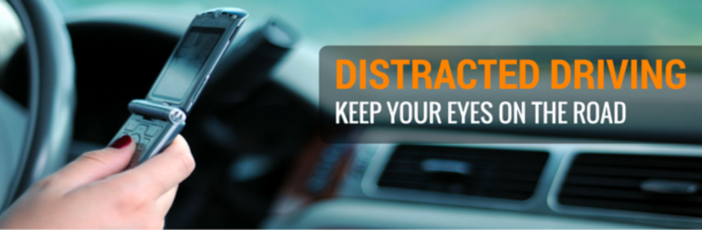 DISTRACTED DRIVING
KEEP YOUR EYES ON THE ROAD